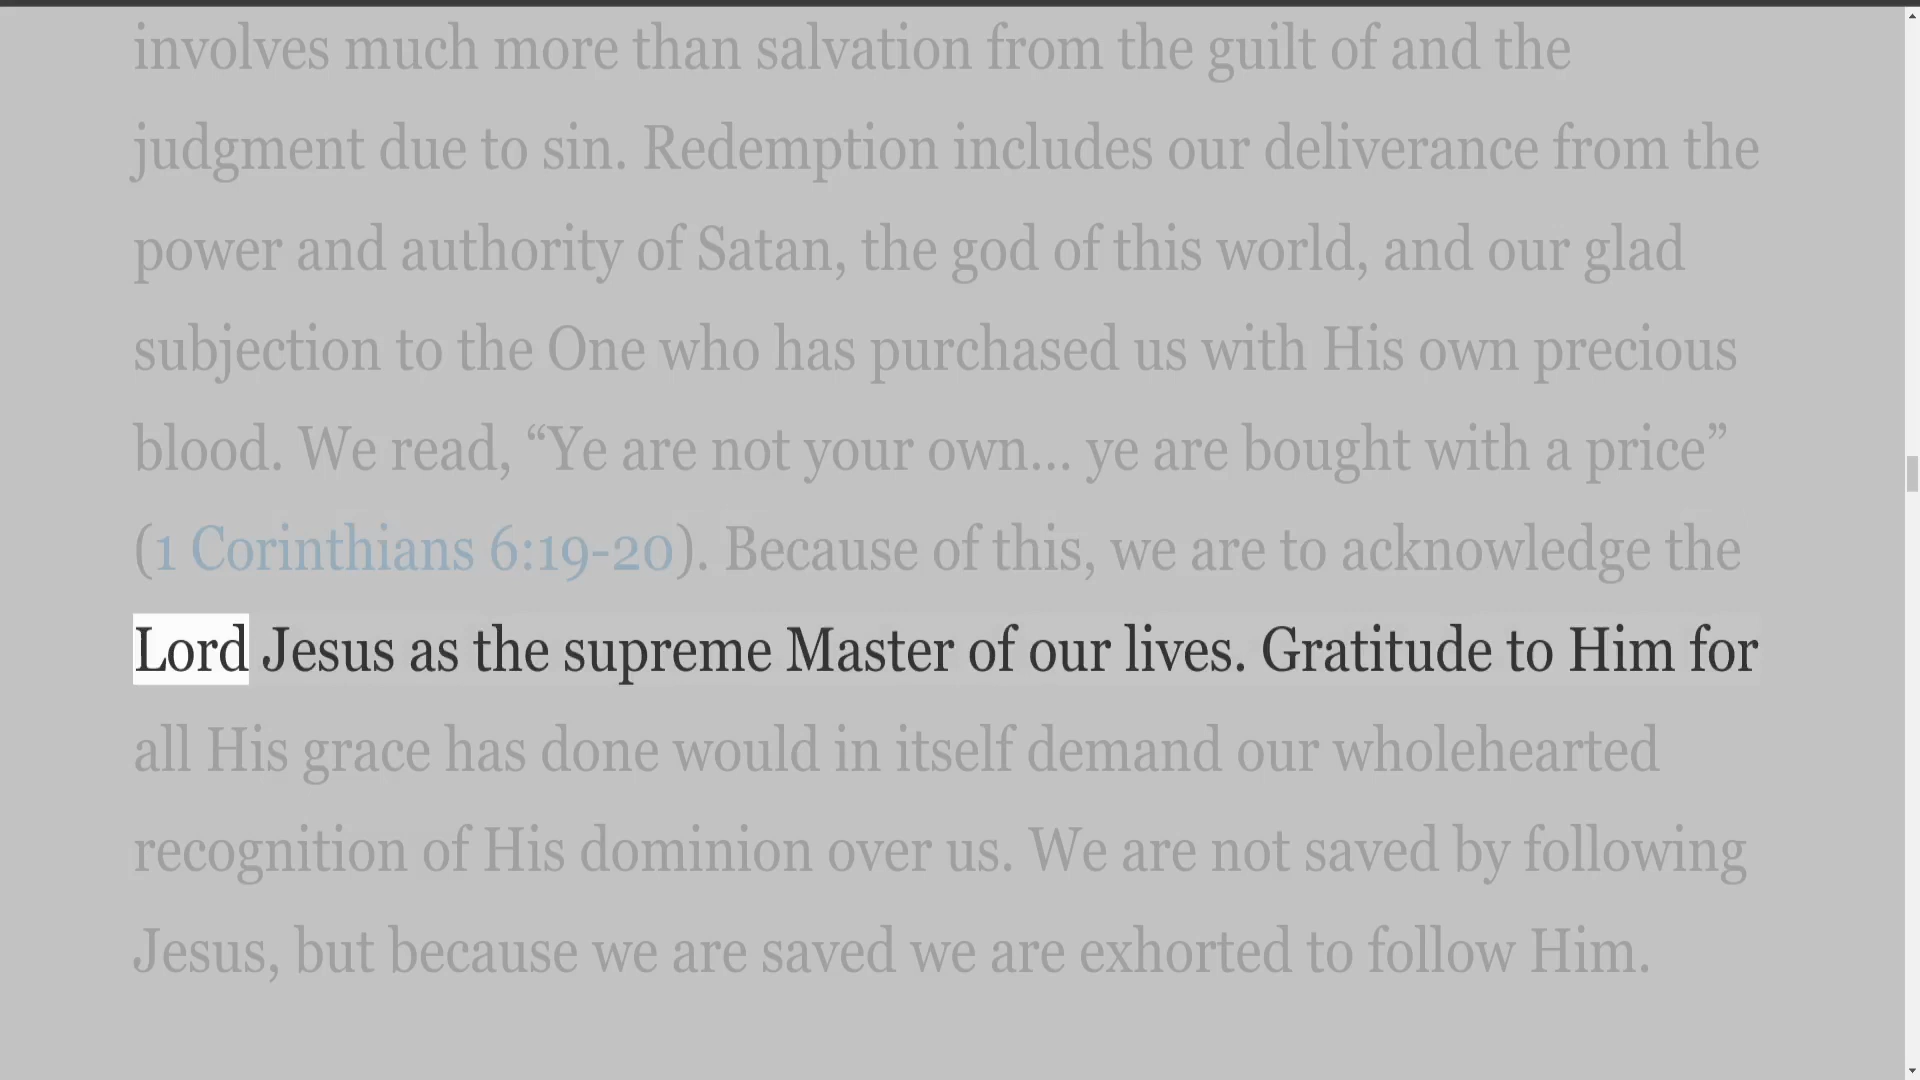 involves much more than salvation from the guilt of and the
judgment due to sin. Redemption includes our deliverance from the
power and authority of Satan, the god of this world, and our glad
subjection to the One who has purchased us with His own precious
blood. We read, “Ye are not your own... ye are bought with a price”
(1 Corinthians 6:19-20). Because of this, we are to acknowledge the
Lord Jesus as the supreme Master of our lives. Gratitude to Him for
all His grace has done would in itself demand our wholehearted
recognition of His dominion over us. We are not saved by following
Jesus, but because we are saved we are exhorted to follow Him.